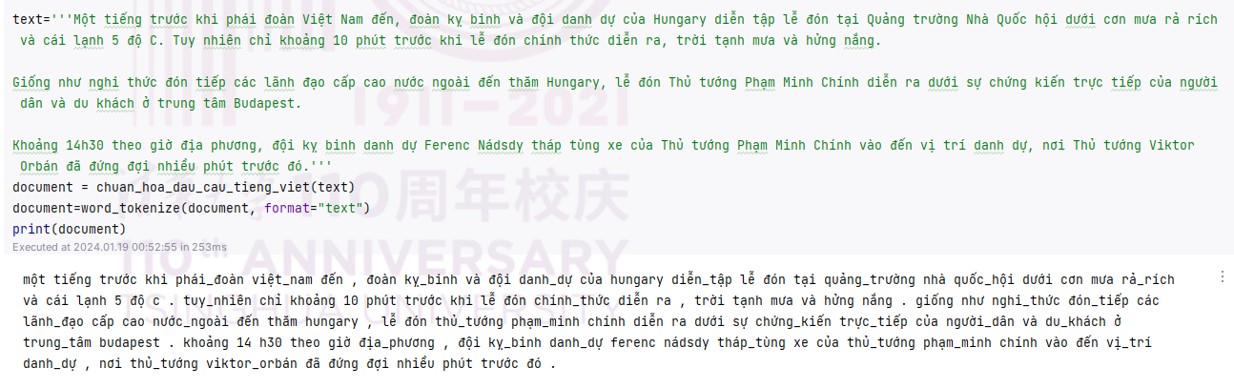 text='''Một tiếng trước khi phái đoàn Việt Nam đến, đoàn kỵ binh và đội danh dự của Hungary diễn tập lễ đón tại Quảng trường Nhà Quốc hội dưới cơn mưa rả rích
và cái lạnh 5 độ C. Tuy nhiên chỉ khoảng 10 phút trước khi lễ đón chính thức diễn ra, trời tạnh mưa và hửng nắng.
Giống như nghi thức đón tiếp các lãnh đạo cấp cao nước ngoài đến thăm Hungary, lễ đón Thủ tướng Phạm Minh Chính diễn ra dưới sự chứng kiến trực tiếp của người
dân và du khách ở trung tâm Budapest.
Khoảng 14h30 theo giờ địa phương, đội kỵ binh danh dự Ferenc Nádsdy tháp tùng xe của Thủ tướng Phạm Minh Chính vào đến vị trí danh dự, nơi Thủ tướng Viktor
Orbán đã đứng đợi nhiều phút trước đó.'''
document = chuan_hoa_dau_cau_tieng_viet(text)
document=word_tokenize(document, format="text")
print(document)
Executed at 2024.01.19 00:52:55 in 253ms
một tiếng trước khi phái_đoàn việt_nam đến , đoàn kỵ_binh và đội danh_dự của hungary diễn_tập lễ đón tại quảng_trường nhà quốc_hội dưới cơn mưa rả_rích
và cái lạnh 5 độ c . tuy_nhiên chỉ khoảng 10 phút trước khi lễ đón chính_thức diễn ra , trời tạnh mưa và hửng nắng . giống như nghi_thức đón_tiếp các
lãnh_đạo cấp cao nước_ngoài đến thăm hungary , lễ đón thủ_tướng phạm_minh chính diễn ra dưới sự chứng_kiến trực_tiếp của người_dân và du_khách ở
trung_tâm budapest . khoảng 14 h30 theo giờ địa_phương , đội kỵ_binh danh_dự ferenc nádsdy tháp_tùng xe của thủ_tướng phạm_minh chính vào đến vị_trí
danh_dự , nơi thủ_tướng viktor_orbán đã đứng đợi nhiều phút trước đó .
1911-2021
110周年校庆
110th ANNIVERSARY
TSINGHUA UNIVERSITY